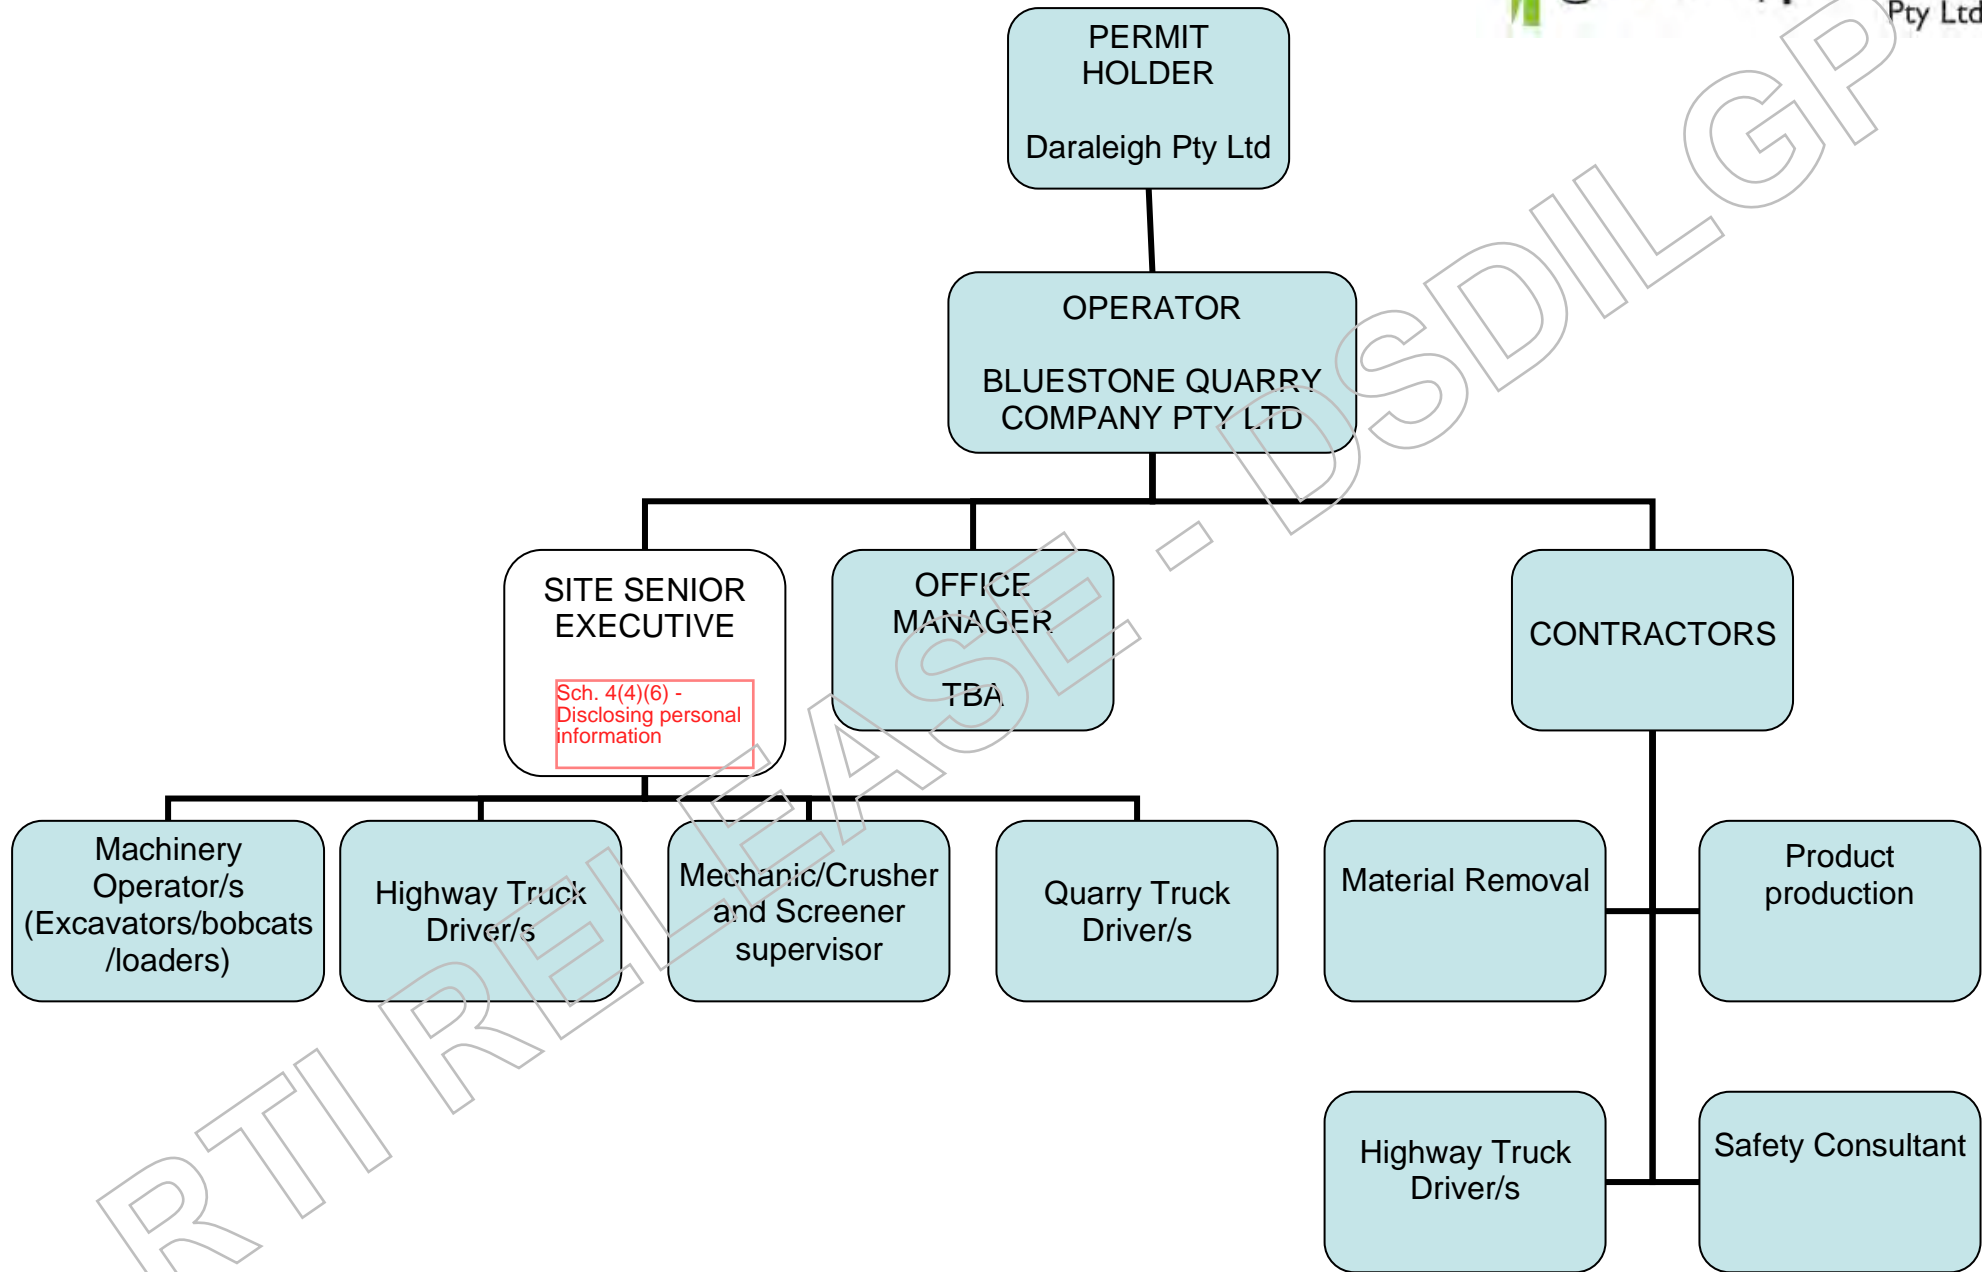 Pty Ltd
PERMIT
HOLDER
Daraleigh Pty Ltd
OPERATOR
BLUESTONE QUARRY
COMPANY PTY LTD
SITE SENIOR
EXECUTIVE
Sch. 4(4)(6) -
Disclosing personal
information
OFFICE
MANAGER
TBA
CONTRACTORS
Machinery
Operator/s
(Excavators/bobcats
/loaders)
Highway Truck
Driver/s
Mechanic/Crusher
and Screener
supervisor
Quarry Truck
Driver/s
Material Removal
Product
production
Highway Truck
Driver/s
Safety Consultant
RTI RELEASE - DSDILGP